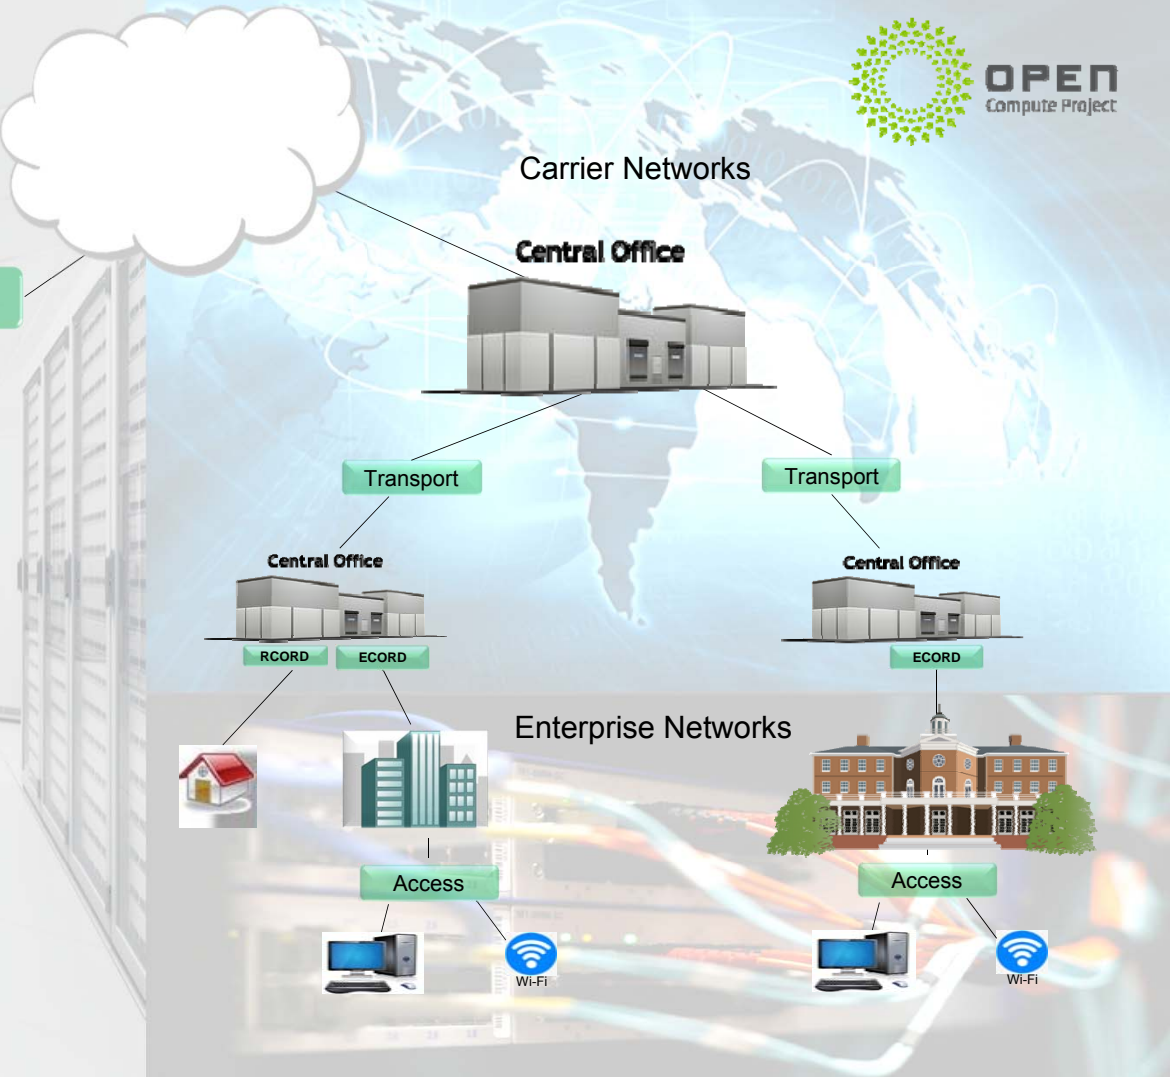 OPEN
Compute Project
Carrier Networks
Central Office
Transport
Transport
Central Office
Central Office
RCORD
ECORD
ECORD
Enterprise Networks
Access
Access
Wi-Fi
Wi-Fi